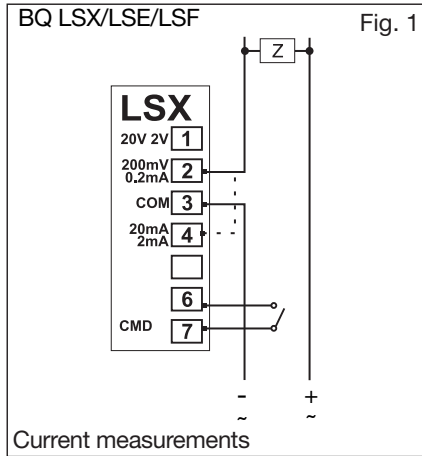 BQ LSX/LSE/LSF
Fig. 1
Z
LSX
20V 2V 1
200mV
0.2mA 2
COM 3
20mA
2mA 4
6
CMD 7
- +
~ ~
Current measurements